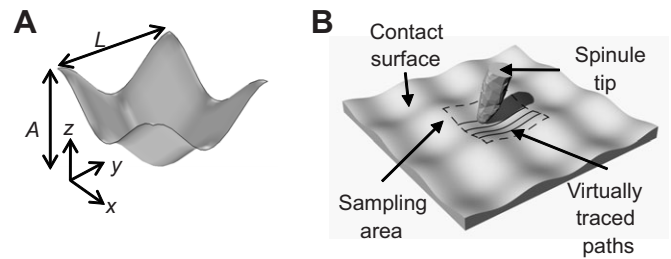 A
L
A
z
y
x
B
Contact
surface
Spinule
tip
Sampling
area
Virtually
traced
paths